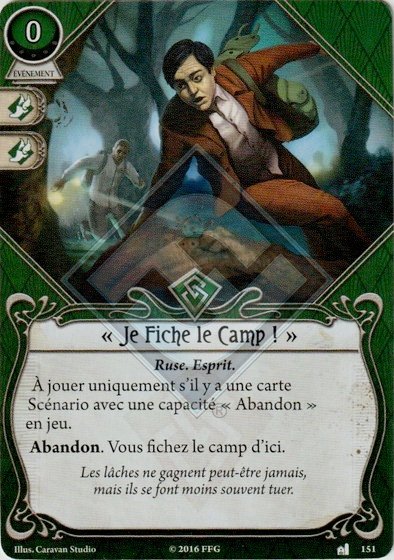 0
ÉVÉNEMENT
« Je Fiche le Camp ! »
Ruse. Esprit.
À jouer uniquement s'il y a une carte
Scénario avec une capacité « Abandon »
en jeu.
Abandon. Vous fichez le camp d'ici.
Les lâches ne gagnent peut-être jamais,
mais ils se font moins souvent tuer.
Illus. Caravan Studio © 2016 FFG 151